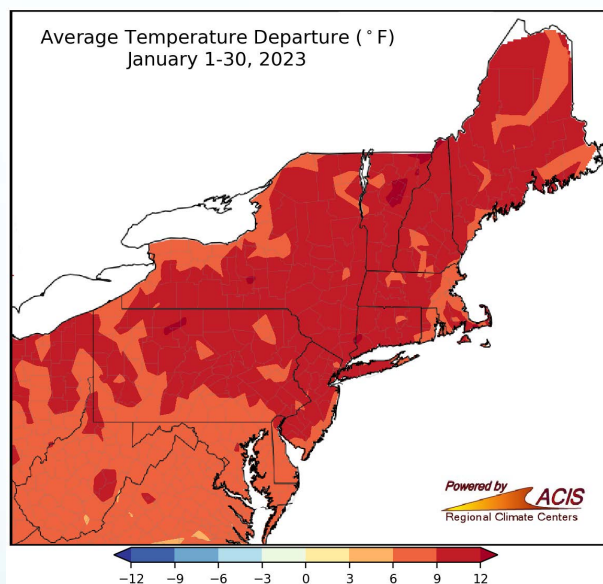 Average Temperature Departure (°F)
January 1-30, 2023
Powered by
ACIS
Regional Climate Centers
−12 −9 −6 −3 0 3 6 9 12